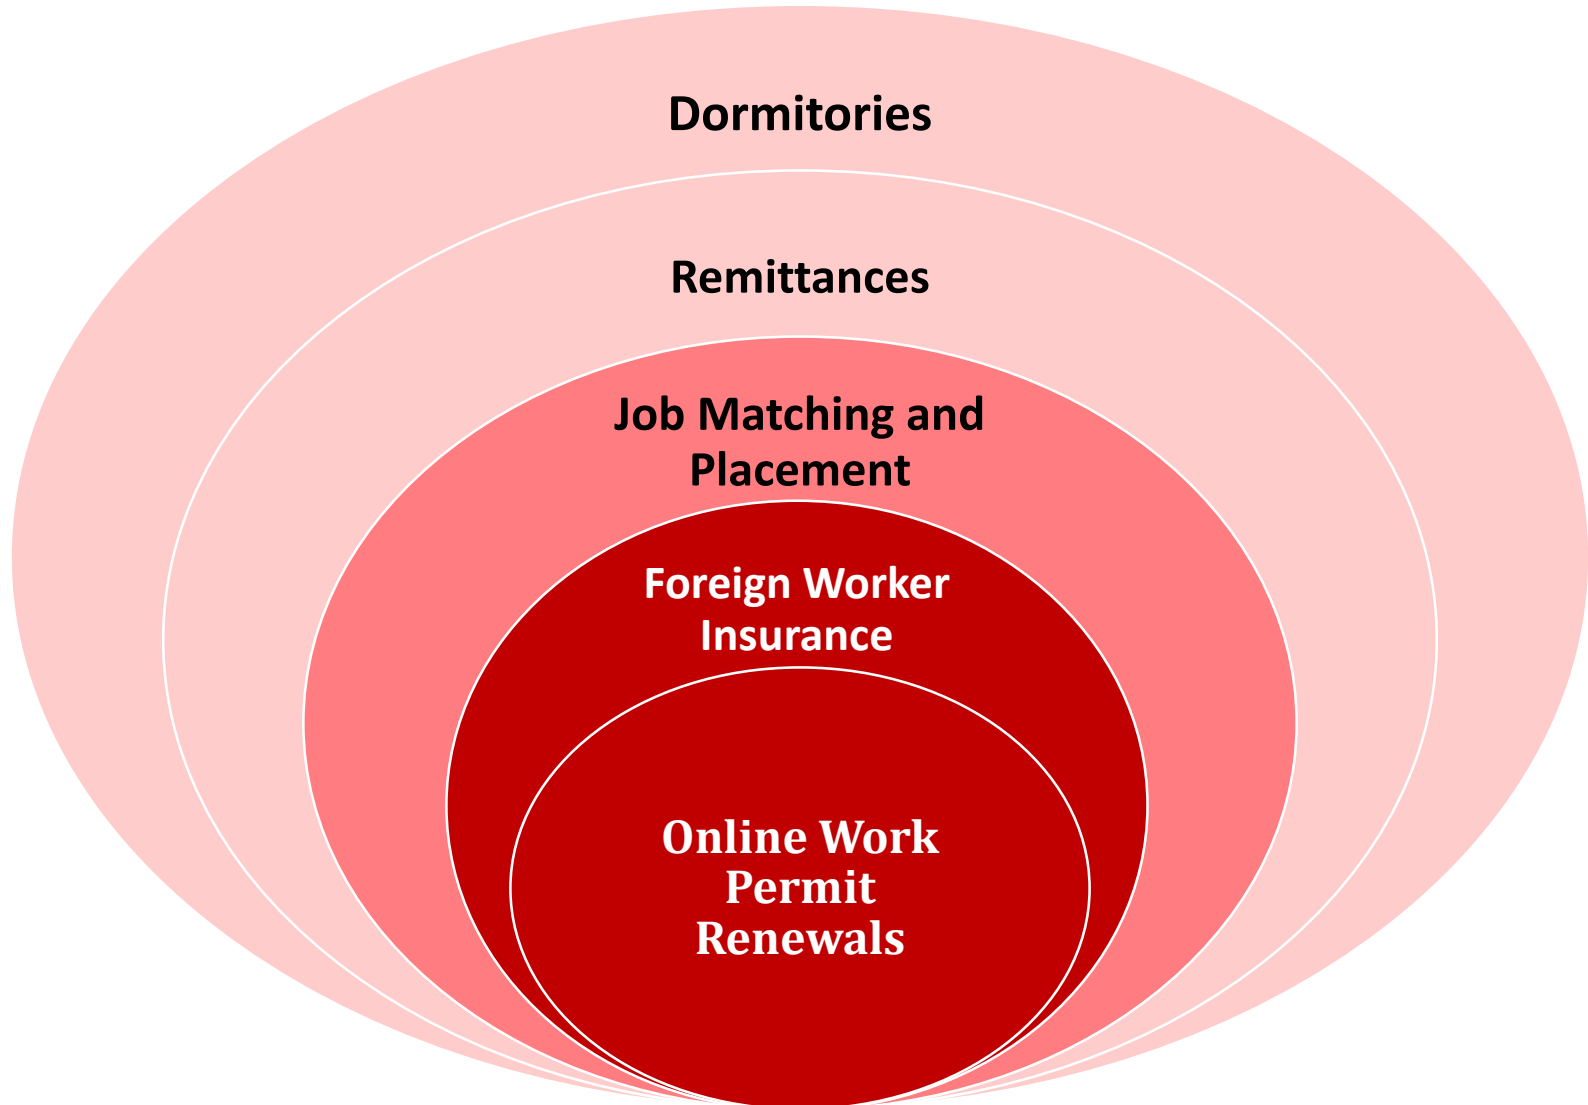 Dormitories
Remittances
Job Matching and
Placement
Foreign Worker
Insurance
Online Work
Permit
Renewals